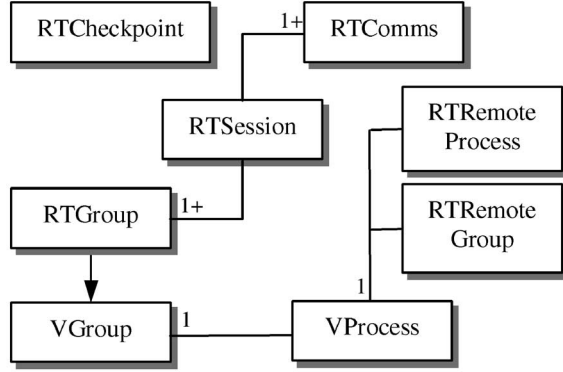 RTCheckpoint
1+
RTComms
RTSession
RTRemote
Process
RTGroup
1+
RTRemote
Group
1
VGroup
1
VProcess